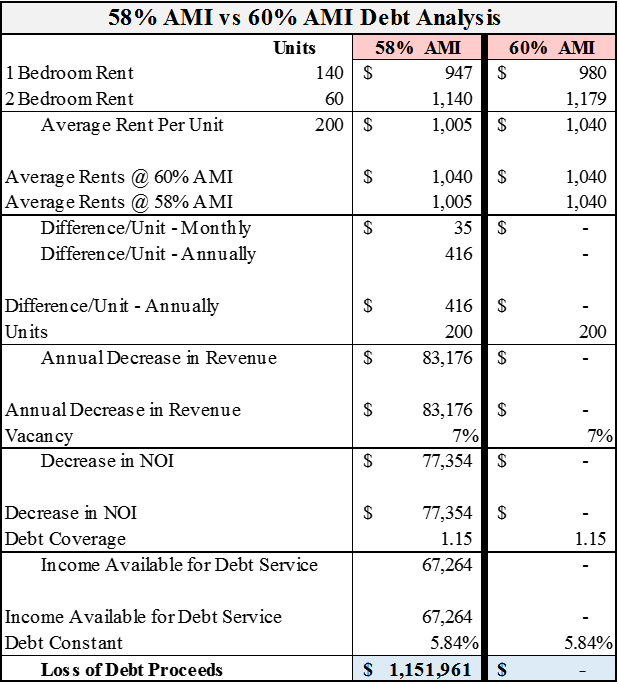 58% AMI vs 60% AMI Debt Analysis
Units 58% AMI 60% AMI
1 Bedroom Rent 140 $ 947 $ 980
2 Bedroom Rent 60 1,140 1,179
Average Rent Per Unit 200 $ 1,005 $ 1,040
Average Rents @ 60% AMI $ 1,040 $ 1,040
Average Rents @ 58% AMI 1,005 1,040
Difference/Unit - Monthly $ 35 $ -
Difference/Unit - Annually 416 -
Difference/Unit - Annually $ 416 $ -
Units 200 200
Annual Decrease in Revenue $ 83,176 $ -
Annual Decrease in Revenue $ 83,176 $ -
Vacancy 7% 7%
Decrease in NOI $ 77,354 $ -
Decrease in NOI $ 77,354 $ -
Debt Coverage 1.15 1.15
Income Available for Debt Service 67,264 -
Income Available for Debt Service 67,264 -
Debt Constant 5.84% 5.84%
Loss of Debt Proceeds $ 1,151,961 $ -